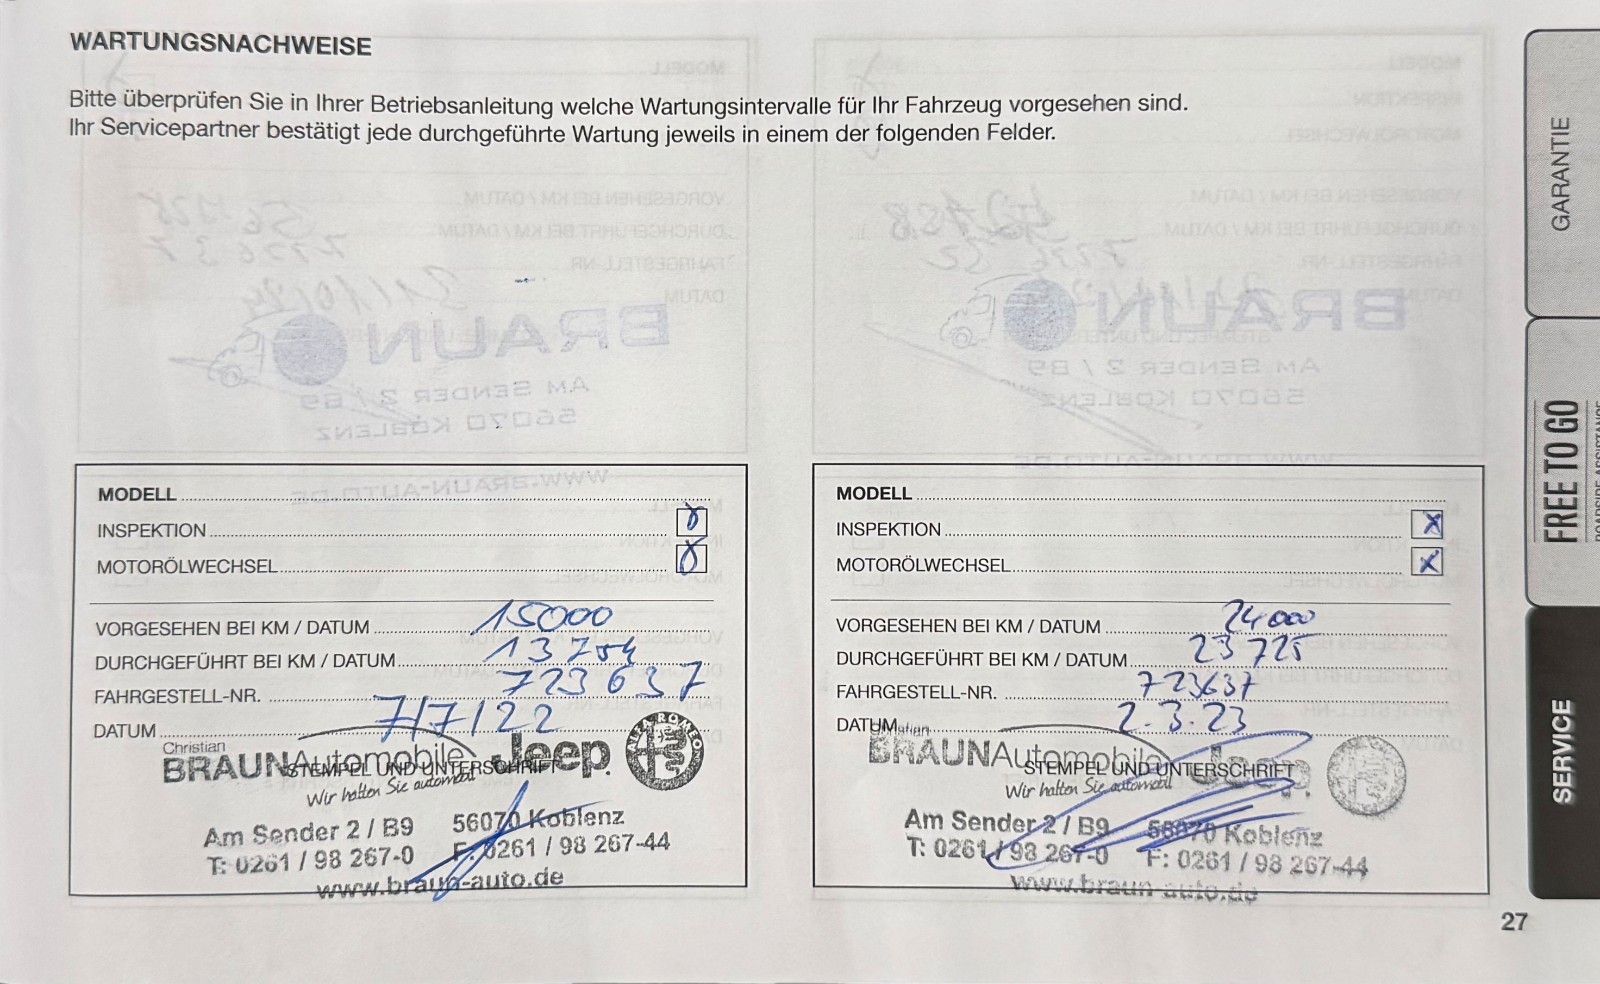 WARTUNGSNACHWEISE
Bitte überprüfen Sie in Ihrer Betriebsanleitung welche Wartungsintervalle für Ihr Fahrzeug vorgesehen sind.
Ihr Servicepartner bestätigt jede durchgeführte Wartung jeweils in einem der folgenden Felder.
MODELL
INSPEKTION X
MOTORÖLWECHSEL X
VORGESEHEN BEI KM / DATUM 15000
DURCHGEFÜHRT BEI KM / DATUM 13704
FAHRGESTELL-NR. 723637
DATUM 7/7/22
Christian
BRAUNAutomobile Jeep ALFA ROMEO
STEMPEL UND UNTERSCHRIFT
Wir halten Sie automobil
Am Sender 2 / B9 56070 Koblenz
T: 0261 / 98 267-0 F: 0261 / 98 267-44
www.braun-auto.de
MODELL
INSPEKTION X
MOTORÖLWECHSEL X
VORGESEHEN BEI KM / DATUM 24000
DURCHGEFÜHRT BEI KM / DATUM 23725
FAHRGESTELL-NR. 723637
DATUM 2.3.23
BRAUNAutomobile Jeep
STEMPEL UND UNTERSCHRIFT
Wir halten Sie automobil
Am Sender 2 / B9 56070 Koblenz
T: 0261 / 98 267-0 F: 0261 / 98 267-44
www.braun-auto.de
GARANTIE
FREE TO GO
SERVICE
27